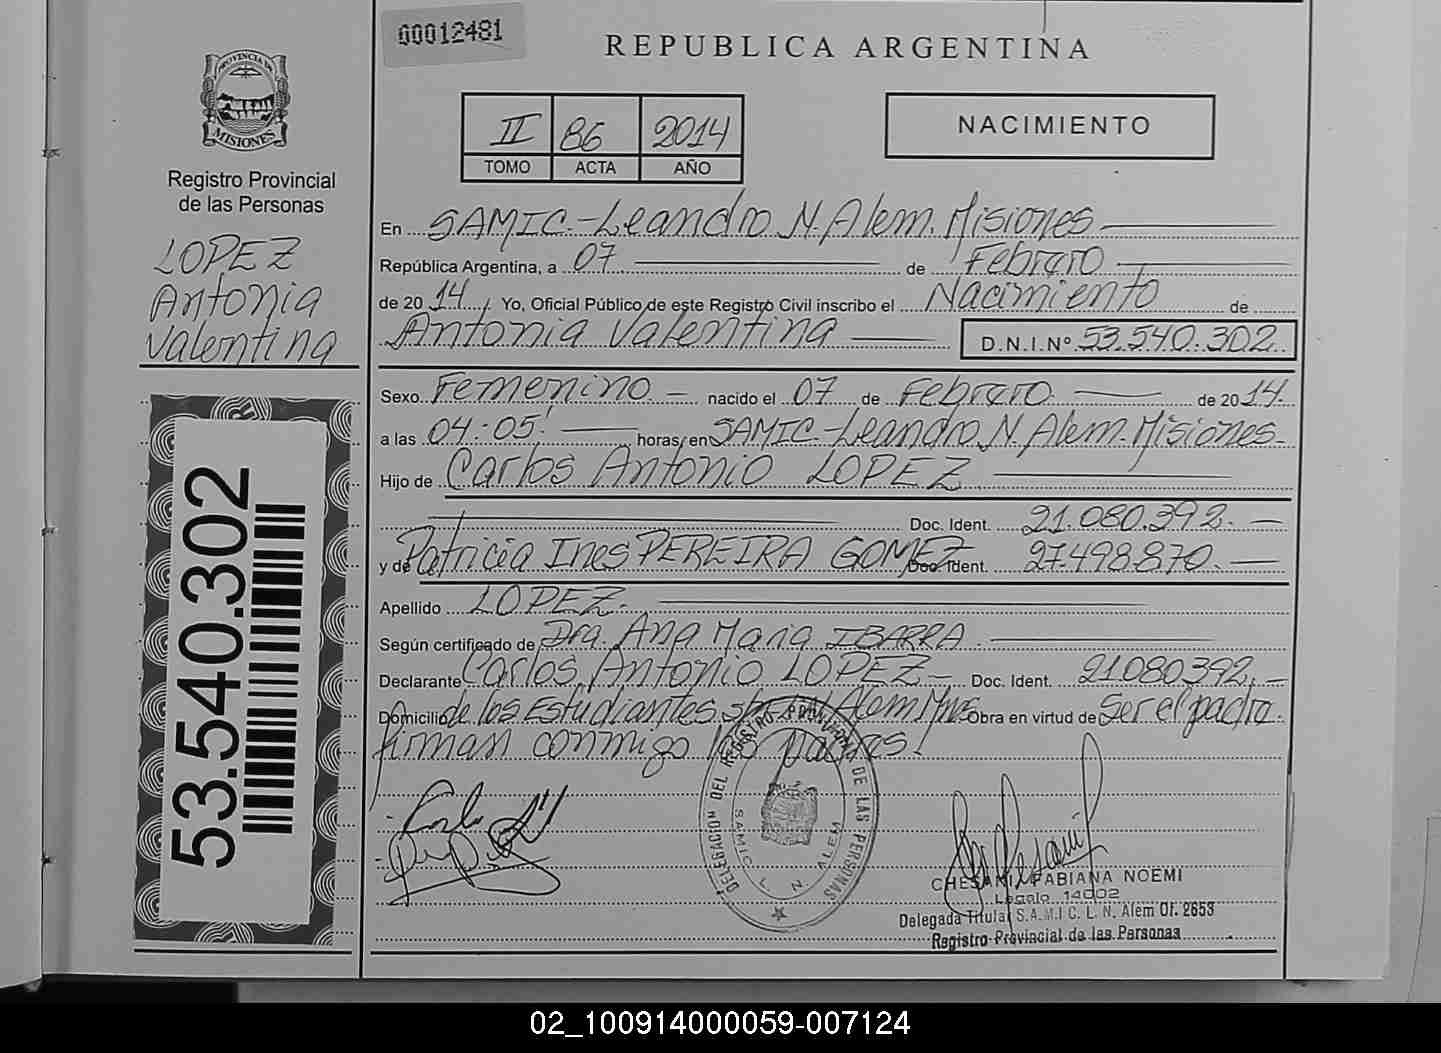 00012481
REPUBLICA ARGENTINA
PROVINCIA DE
MISIONES
Registro Provincial
de las Personas
LOPEZ
Antonia
Valentina
53.540.302
II 86 2014
TOMO ACTA AÑO
NACIMIENTO
En SAMIC - Leandro N. Alem. Misiones
República Argentina, a 07 de Febrero
de 2014, Yo, Oficial Público de este Registro Civil inscribo el Nacimiento de
Antonia Valentina D.N.I.Nº 53.540.302
Sexo Femenino - nacido el 07 de Febrero de 2014.
a las 04:05' horas, en SAMIC - Leandro N. Alem. Misiones
Hijo de Carlos Antonio LOPEZ
Doc. Ident. 21.080.392.
y de Patricia Ines PEREIRA GOMEZ Doc. Ident. 27.498.870.
Apellido LOPEZ.
Según certificado de Dra. Ana Maria IBARRA.
Declarante Carlos Antonio LOPEZ - Doc. Ident. 21080392.
Domicilio de los Estudiantes s/n Alem Mns Obra en virtud de Ser el padre.
firman conmigo los padres.
DELEGACION DEL REGISTRO PROVINCIAL DE LAS PERSONAS
SAMIC L. N. ALEM
CHESANI FABIANA NOEMI
Legajo 14002
Delegada Titular S.A.M.I C. L. N. Alem Of. 2653
Registro Provincial de las Personas
02_100914000059-007124